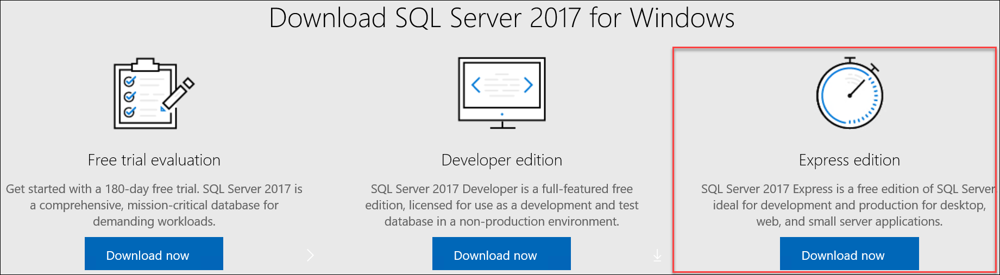 Download SQL Server 2017 for Windows
Free trial evaluation
Get started with a 180-day free trial. SQL Server 2017 is
a comprehensive, mission-critical database for
demanding workloads.
Download now
Developer edition
SQL Server 2017 Developer is a full-featured free
edition, licensed for use as a development and test
database in a non-production environment.
Download now
Express edition
SQL Server 2017 Express is a free edition of SQL Server,
ideal for development and production for desktop,
web, and small server applications.
Download now